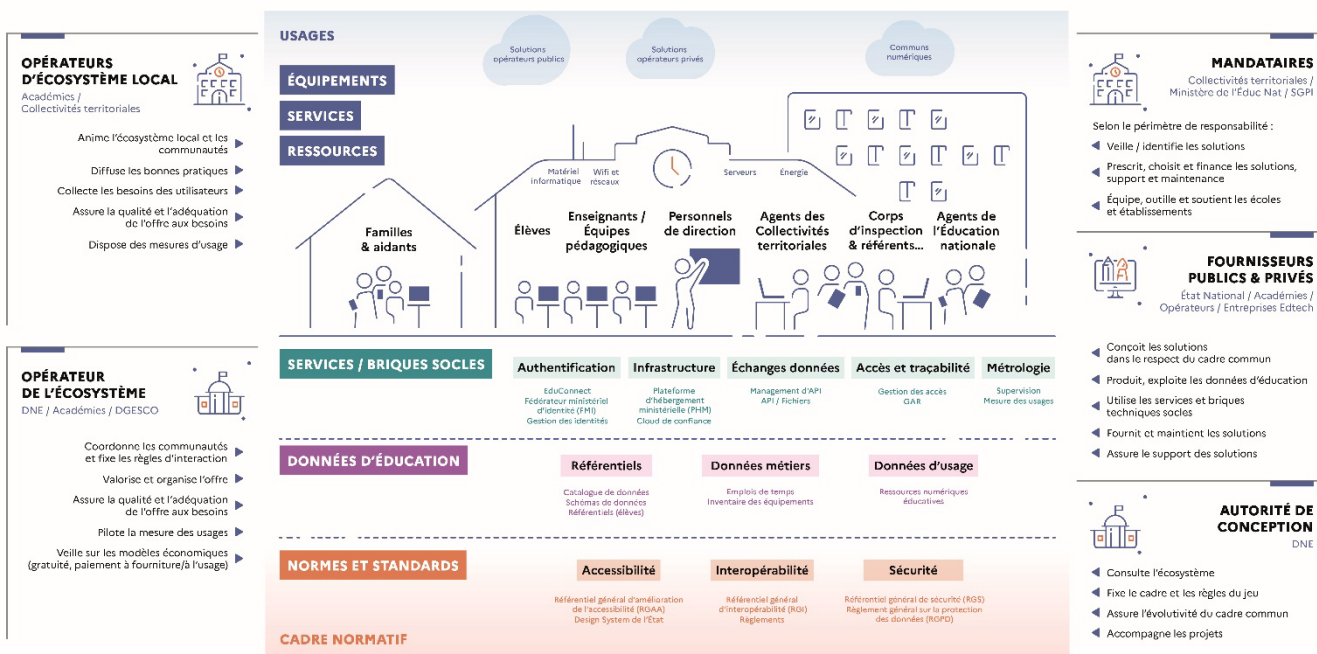 OPÉRATEURS
D'ÉCOSYSTÈME LOCAL
Académies /
Collectivités territoriales
Anime l'écosystème local et les
communautés
Diffuse les bonnes pratiques
Collecte les besoins des utilisateurs
Assure la qualité et l'adéquation
de l'offre aux besoins
Dispose des mesures d'usage
OPÉRATEUR
DE L'ÉCOSYSTÈME
DNE / Académies / DGESCO
Coordonne les communautés
et fixe les règles d'interaction
Valorise et organise l'offre
Assure la qualité et l'adéquation
de l'offre aux besoins
Pilote la mesure des usages
Veille sur les modèles économiques
(gratuité, paiement à fourniture/à l'usage)
USAGES
Solutions
opérateurs publics
Solutions
opérateurs privés
Communs
numériques
ÉQUIPEMENTS
SERVICES
RESSOURCES
Matériel
informatique
Wifi et
réseaux
Serveurs
Énergie
Familles
& aidants
Élèves
Enseignants /
Équipes
pédagogiques
Personnels
de direction
Agents des
Collectivités
territoriales
Corps
d'inspection
& référents...
Agents de
l'Éducation
nationale
SERVICES / BRIQUES SOCLES
Authentification
EduConnect
Fédérateur ministériel
d'identité (FMI)
Gestion des identités
Infrastructure
Plateforme
d'hébergement
ministérielle (PHM)
Cloud de confiance
Échanges données
Management d'API
API / Fichiers
Accès et traçabilité
Gestion des accès
GAR
Métrologie
Supervision
Mesure des usages
DONNÉES D'ÉDUCATION
Référentiels
Catalogue de données
Schémas de données
Référentiels (élèves)
Données métiers
Emplois de temps
Inventaire des équipements
Données d'usage
Ressources numériques
éducatives
NORMES ET STANDARDS
Accessibilité
Référentiel général d'amélioration
de l'accessibilité (RGAA)
Design System de l'État
Interopérabilité
Référentiel général
d'interopérabilité (RGI)
Règlements
Sécurité
Référentiel général de sécurité (RGS)
Règlement général sur la protection
des données (RGPD)
CADRE NORMATIF
MANDATAIRES
Collectivités territoriales /
Ministère de l'Éduc Nat / SGPI
Selon le périmètre de responsabilité :
Veille / identifie les solutions
Prescrit, choisit et finance les solutions,
support et maintenance
Équipe, outille et soutient les écoles
et établissements
FOURNISSEURS
PUBLICS & PRIVÉS
État National / Académies /
Opérateurs / Entreprises Edtech
Conçoit les solutions
dans le respect du cadre commun
Produit, exploite les données d'éducation
Utilise les services et briques
techniques socles
Fournit et maintient les solutions
Assure le support des solutions
AUTORITÉ DE
CONCEPTION
DNE
Consulte l'écosystème
Fixe le cadre et les règles du jeu
Assure l'évolutivité du cadre commun
Accompagne les projets